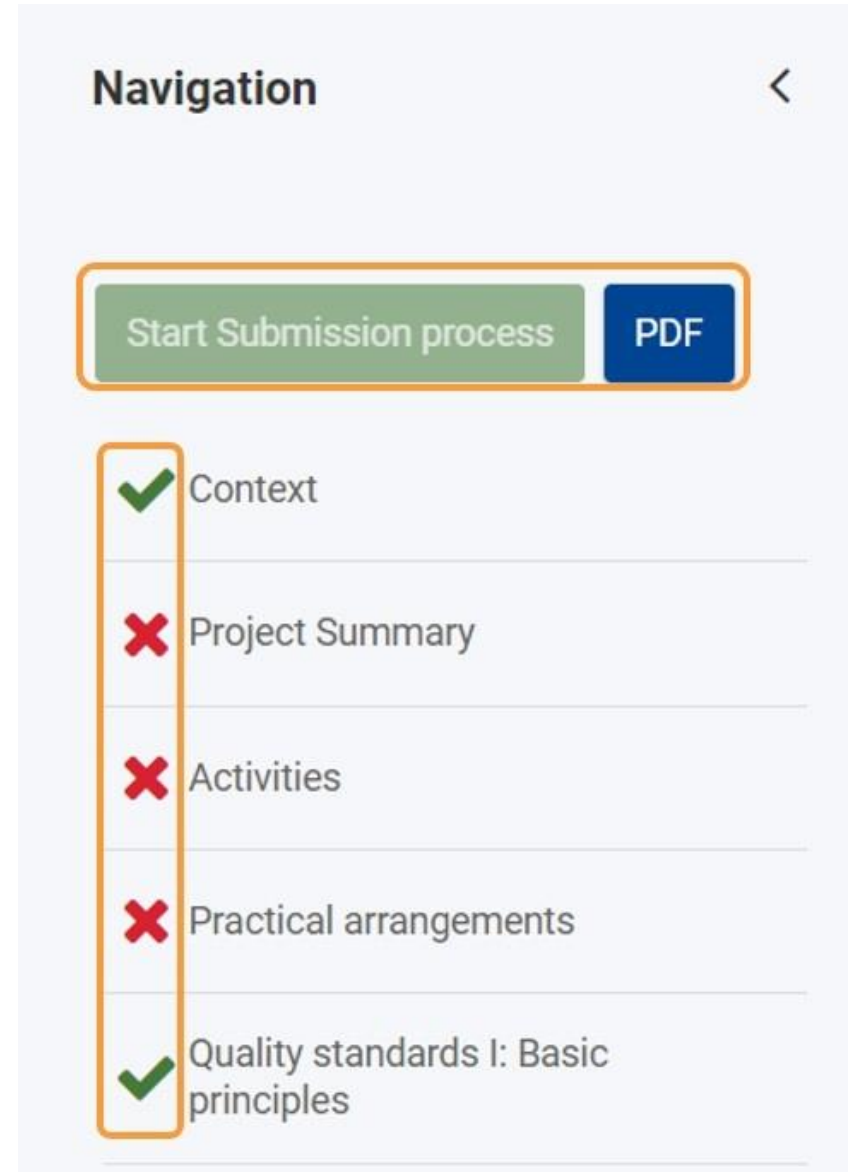 Navigation
Start Submission process PDF
Context
Project Summary
Activities
Practical arrangements
Quality standards I: Basic
principles